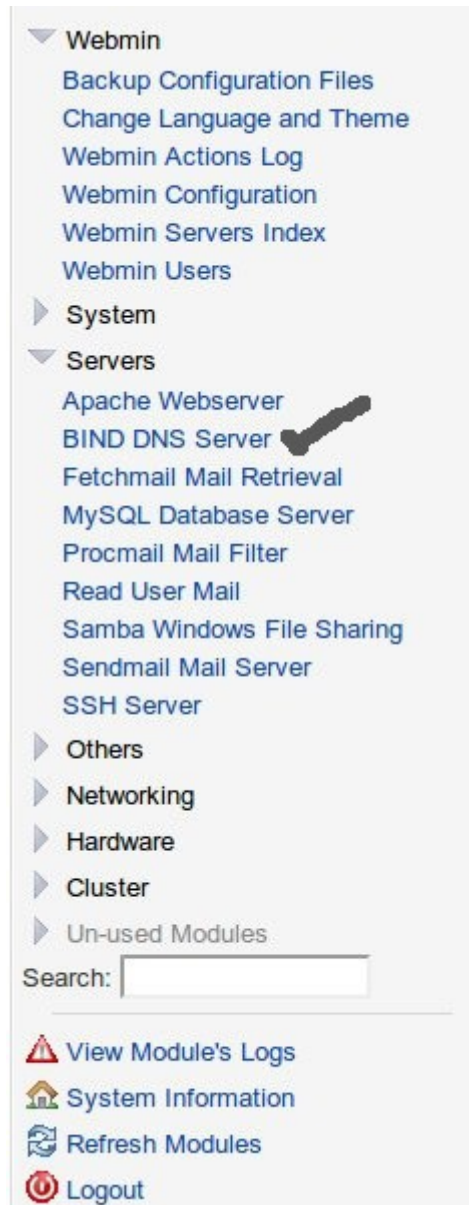 Webmin
Backup Configuration Files
Change Language and Theme
Webmin Actions Log
Webmin Configuration
Webmin Servers Index
Webmin Users
System
Servers
Apache Webserver
BIND DNS Server
Fetchmail Mail Retrieval
MySQL Database Server
Procmail Mail Filter
Read User Mail
Samba Windows File Sharing
Sendmail Mail Server
SSH Server
Others
Networking
Hardware
Cluster
Un-used Modules
Search:
View Module's Logs
System Information
Refresh Modules
Logout